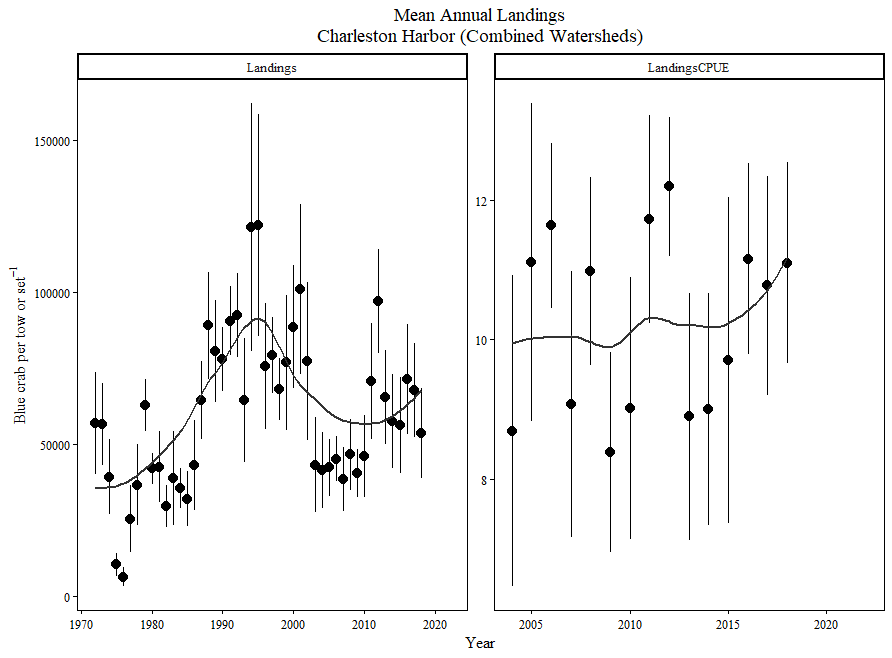 Mean Annual Landings
Charleston Harbor (Combined Watersheds)
Landings
LandingsCPUE
Blue crab per tow or set⁻¹
150000
100000
50000
0
12
10
8
1970 1980 1990 2000 2010 2020
2005 2010 2015 2020
Year